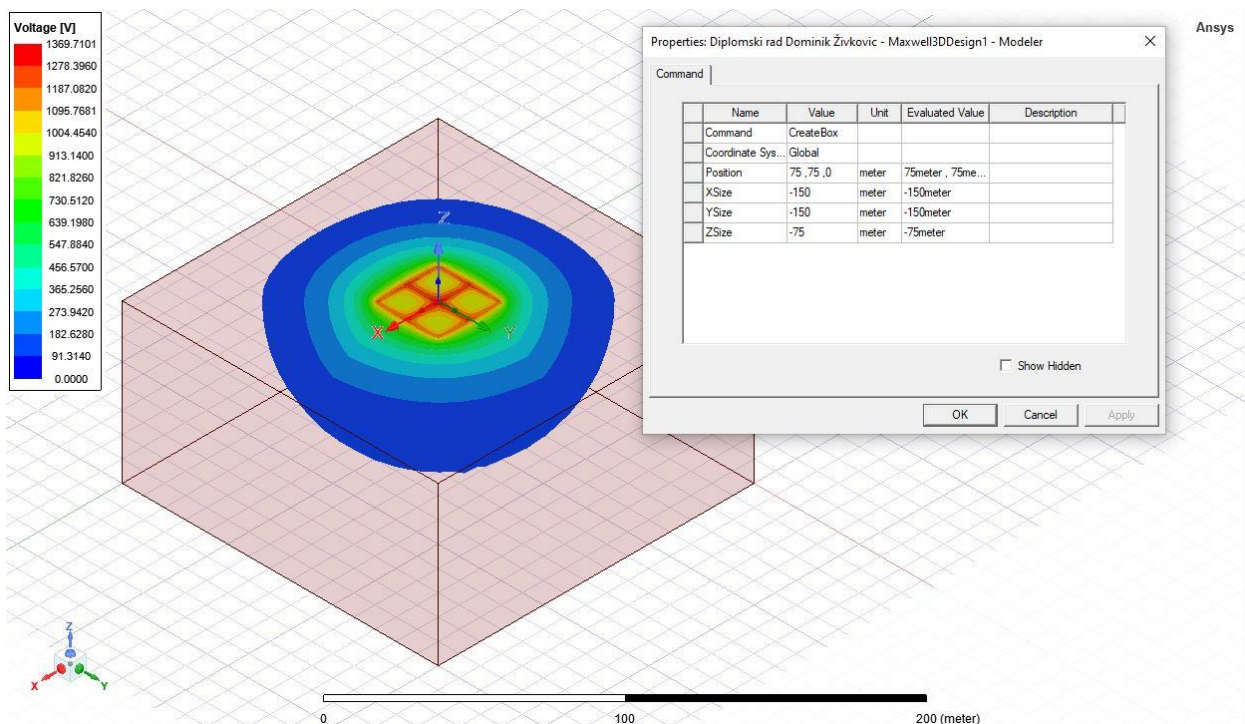 Voltage [V]
1369.7101
1278.3960
1187.0820
1095.7681
1004.4540
913.1400
821.8260
730.5120
639.1980
547.8840
456.5700
365.2560
273.9420
182.6280
91.3140
0.0000
Z
X
Y
Properties: Diplomski rad Dominik Živkovic - Maxwell3DDesign1 - Modeler
Command
Name Value Unit Evaluated Value Description
Command CreateBox
Coordinate Sys... Global
Position 75 ,75 ,0 meter 75meter , 75me...
XSize -150 meter -150meter
YSize -150 meter -150meter
ZSize -75 meter -75meter
Show Hidden
OK Cancel Apply
Ansys
Z
X
Y
0 100 200 (meter)